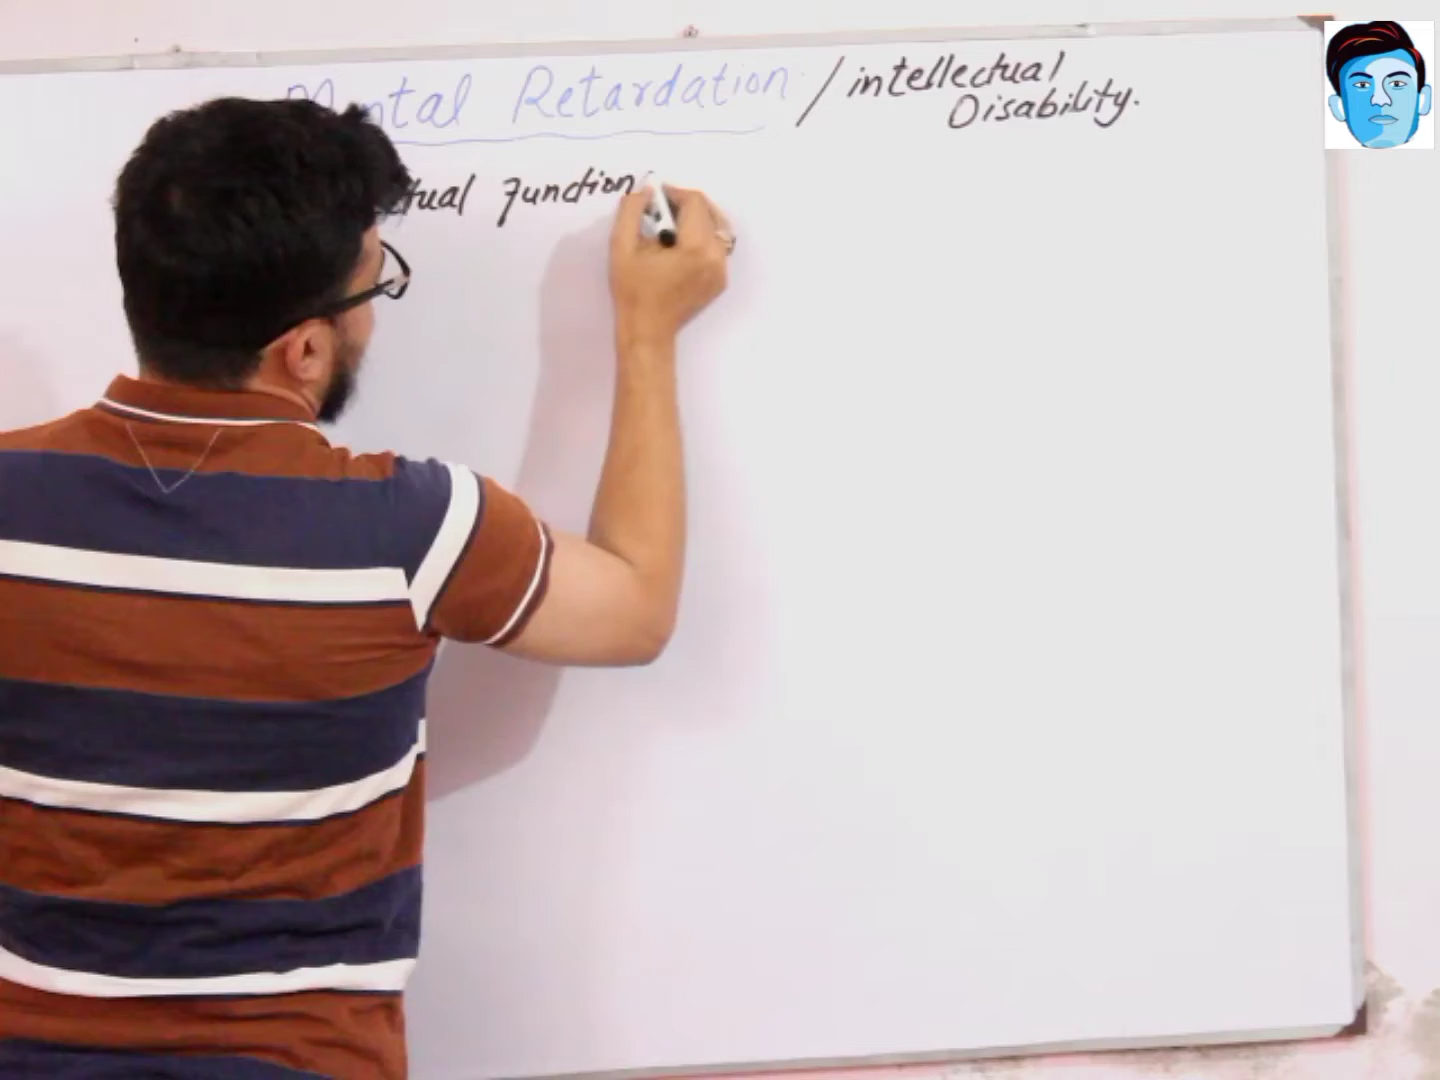 Mental Retardation / intellectual
Disability.
ctual Function